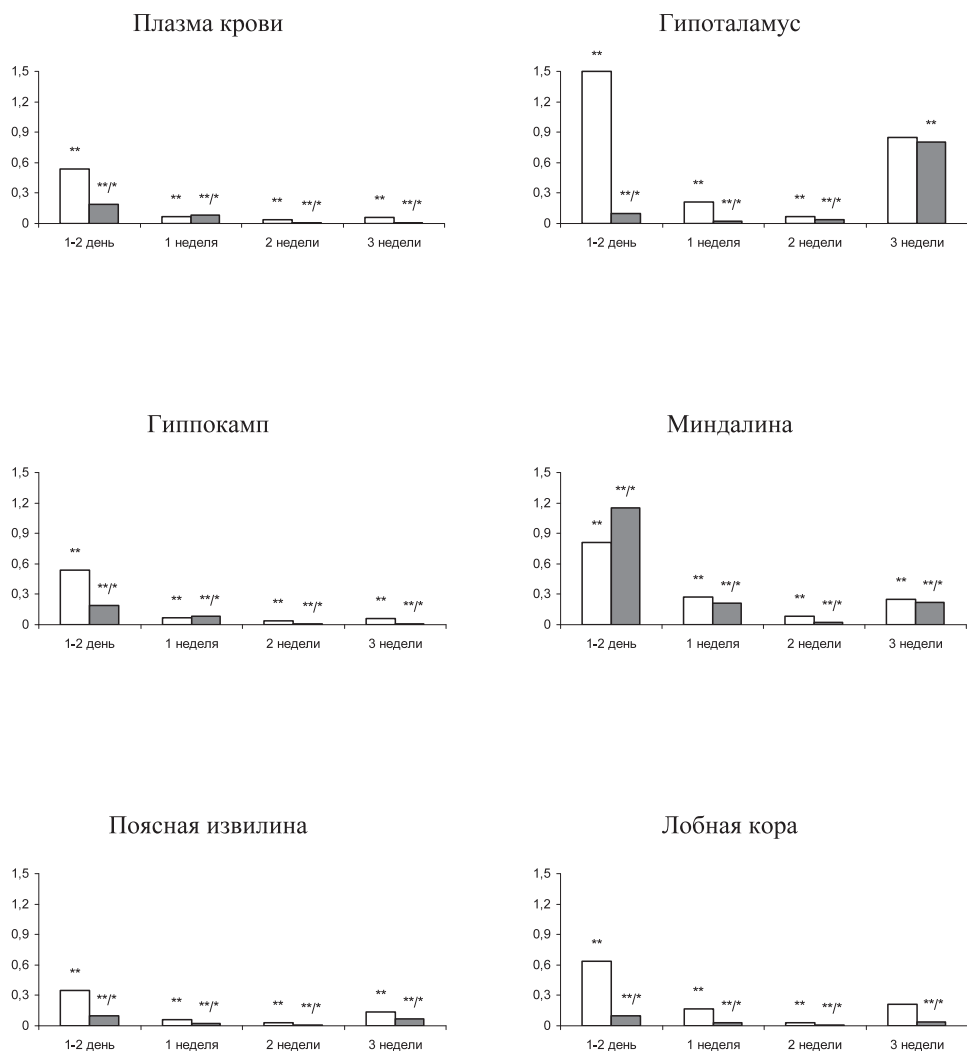 Плазма крови
1,5
1,2
0,9
0,6
0,3
0
**
**/*
**
**/*
**
**/*
**
**/*
1-2 день
1 неделя
2 недели
3 недели
Гипоталамус
1,5
1,2
0,9
0,6
0,3
0
**
**/*
**
**/*
**
**/*
**
1-2 день
1 неделя
2 недели
3 недели
Гиппокамп
1,5
1,2
0,9
0,6
0,3
0
**
**/*
**
**/*
**
**/*
**
**/*
1-2 день
1 неделя
2 недели
3 недели
Миндалина
1,5
1,2
0,9
0,6
0,3
0
**
**/*
**
**/*
**
**/*
**
**/*
1-2 день
1 неделя
2 недели
3 недели
Поясная извилина
1,5
1,2
0,9
0,6
0,3
0
**
**/*
**
**/*
**
**/*
**
**/*
1-2 день
1 неделя
2 недели
3 недели
Лобная кора
1,5
1,2
0,9
0,6
0,3
0
**
**/*
**
**/*
**
**/*
**/*
1-2 день
1 неделя
2 недели
3 недели